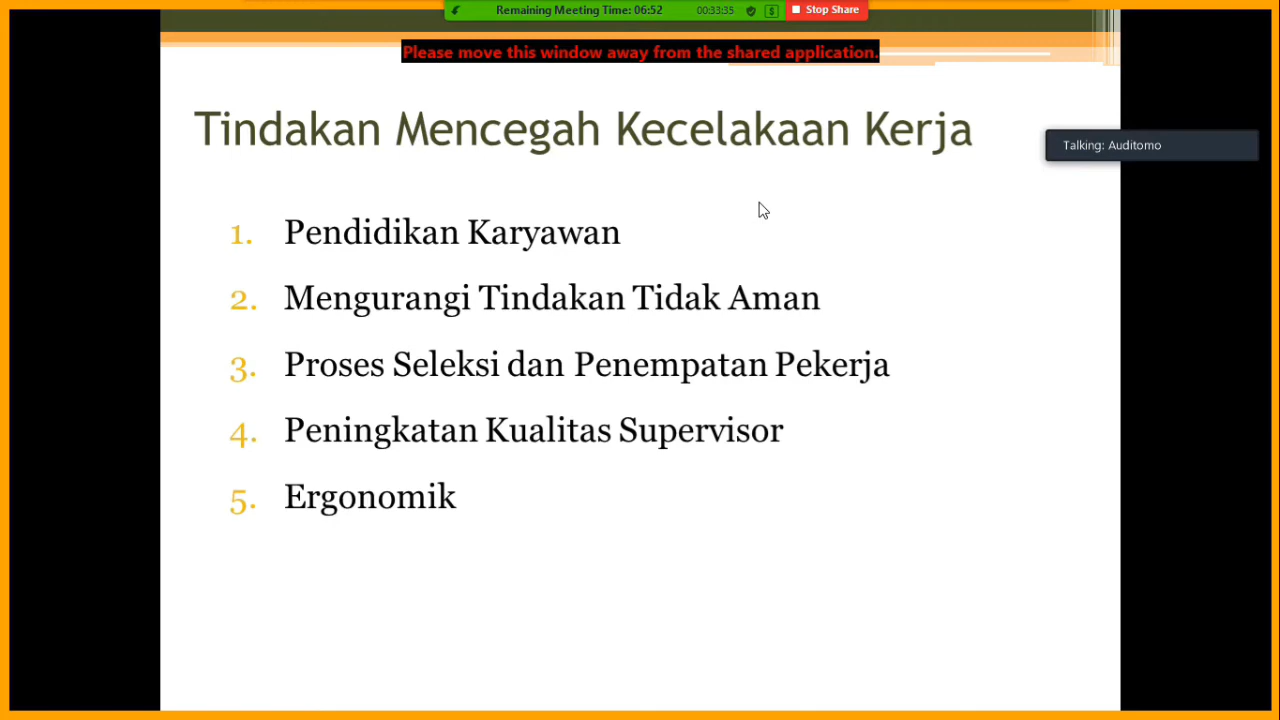 Remaining Meeting Time: 06:52 00:33:35 $ Stop Share
Please move this window away from the shared application.
Tindakan Mencegah Kecelakaan Kerja
Talking: Auditomo
1. Pendidikan Karyawan
2. Mengurangi Tindakan Tidak Aman
3. Proses Seleksi dan Penempatan Pekerja
4. Peningkatan Kualitas Supervisor
5. Ergonomik